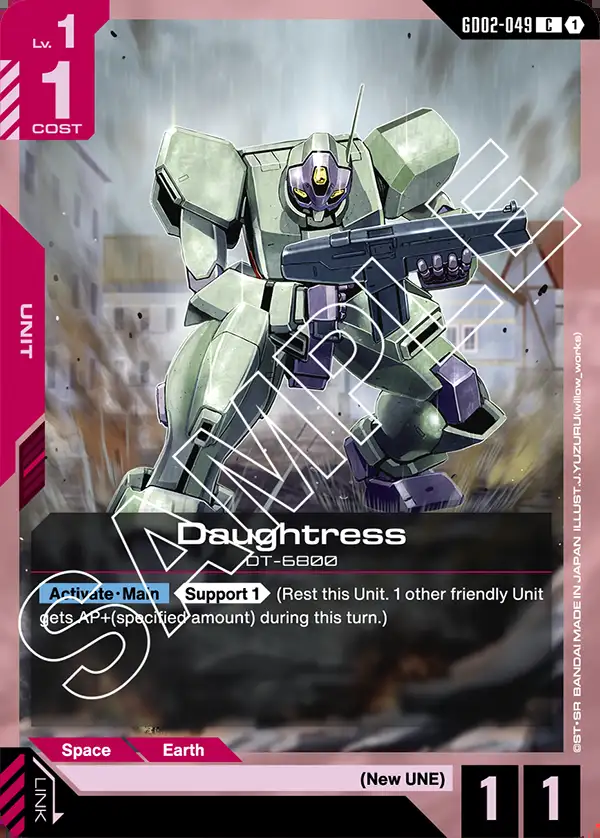 Lv. 1
1
COST
GD02-049 C 1
UNIT
SAMPLE
Daughtress
DT-6800
Activate･Main Support 1 (Rest this Unit. 1 other friendly Unit
gets AP+(specified amount) during this turn.)
©ST･SR BANDAI MADE IN JAPAN ILLUST.J.YUZURU(willow_works)
Space Earth
LINK
(New UNE)
1 1